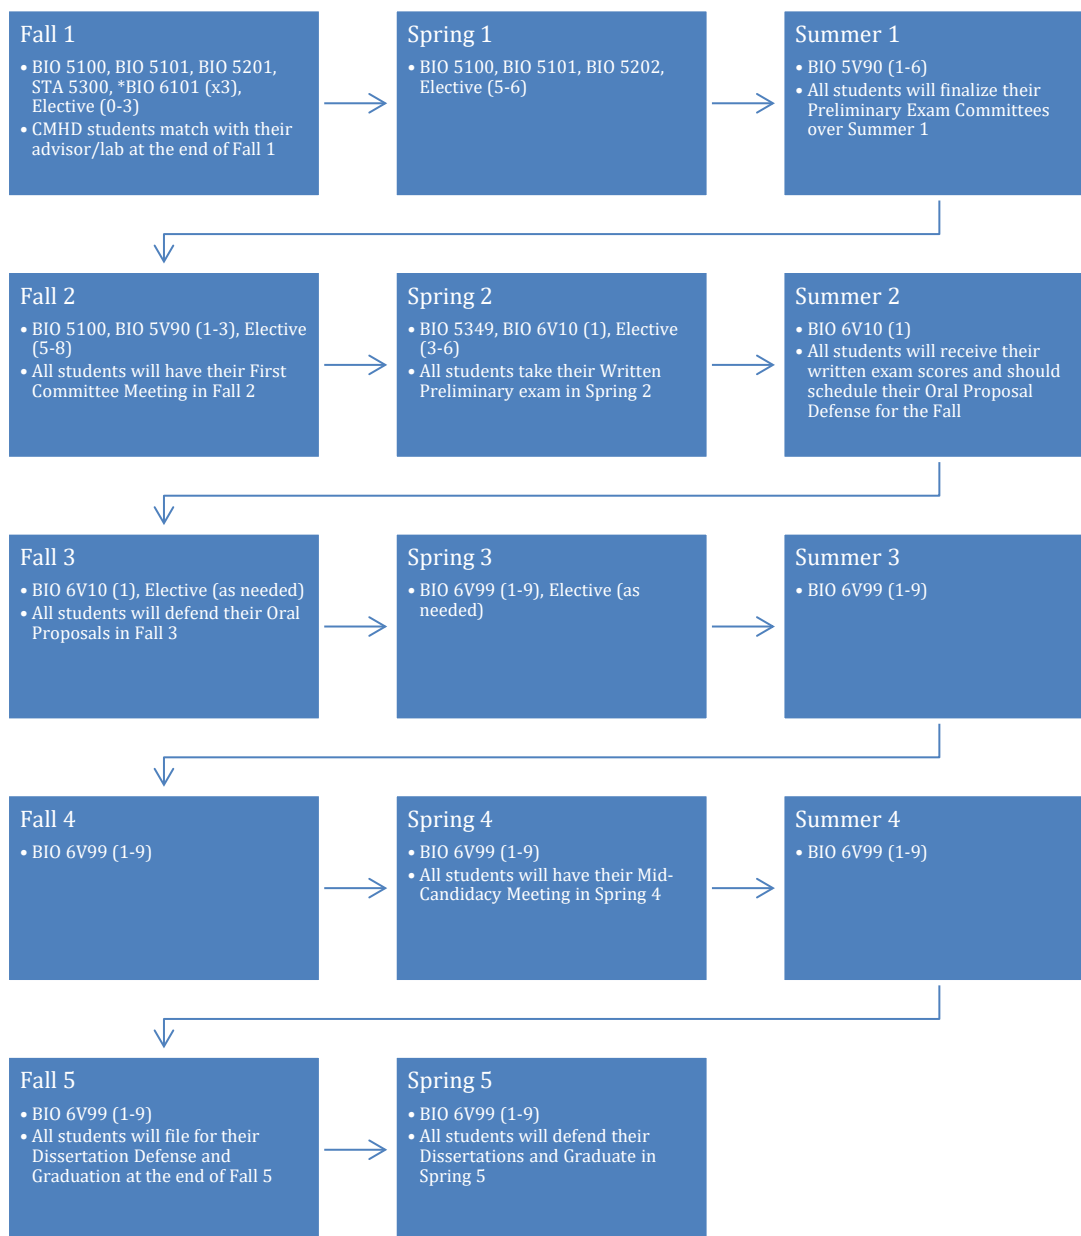 Fall 1
• BIO 5100, BIO 5101, BIO 5201,
STA 5300, *BIO 6101 (x3),
Elective (0-3)
• CMHD students match with their
advisor/lab at the end of Fall 1
Spring 1
• BIO 5100, BIO 5101, BIO 5202,
Elective (5-6)
Summer 1
• BIO 5V90 (1-6)
• All students will finalize their
Preliminary Exam Committees
over Summer 1
Fall 2
• BIO 5100, BIO 5V90 (1-3), Elective
(5-8)
• All students will have their First
Committee Meeting in Fall 2
Spring 2
• BIO 5349, BIO 6V10 (1), Elective
(3-6)
• All students take their Written
Preliminary exam in Spring 2
Summer 2
• BIO 6V10 (1)
• All students will receive their
written exam scores and should
schedule their Oral Proposal
Defense for the Fall
Fall 3
• BIO 6V10 (1), Elective (as needed)
• All students will defend their Oral
Proposals in Fall 3
Spring 3
• BIO 6V99 (1-9), Elective (as
needed)
Summer 3
• BIO 6V99 (1-9)
Fall 4
• BIO 6V99 (1-9)
Spring 4
• BIO 6V99 (1-9)
• All students will have their Mid-
Candidacy Meeting in Spring 4
Summer 4
• BIO 6V99 (1-9)
Fall 5
• BIO 6V99 (1-9)
• All students will file for their
Dissertation Defense and
Graduation at the end of Fall 5
Spring 5
• BIO 6V99 (1-9)
• All students will defend their
Dissertations and Graduate in
Spring 5